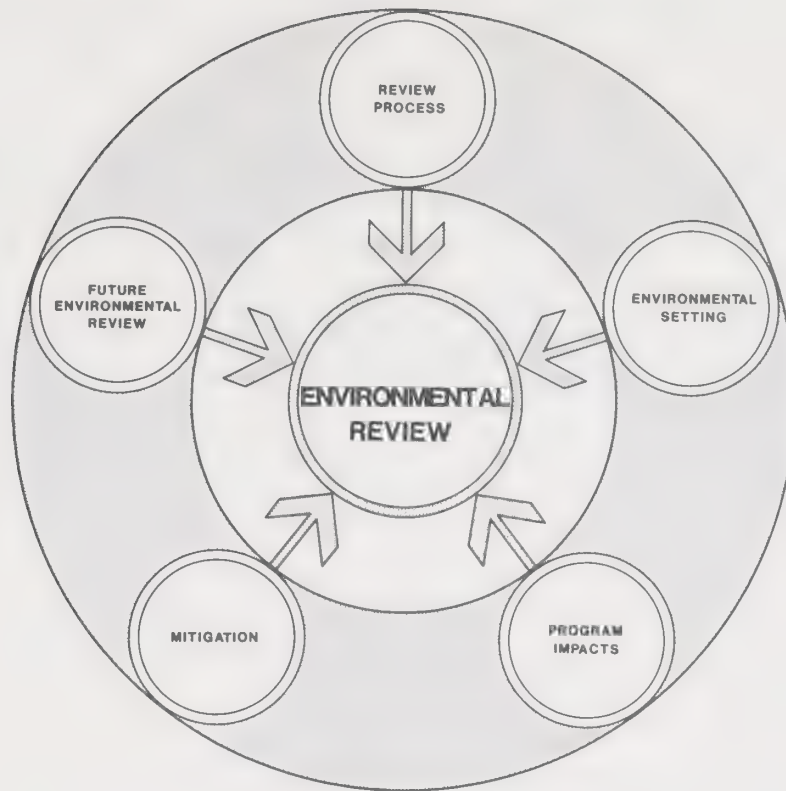 REVIEW
PROCESS
FUTURE
ENVIRONMENTAL
REVIEW
ENVIRONMENTAL
SETTING
ENVIRONMENTAL
REVIEW
MITIGATION
PROGRAM
IMPACTS